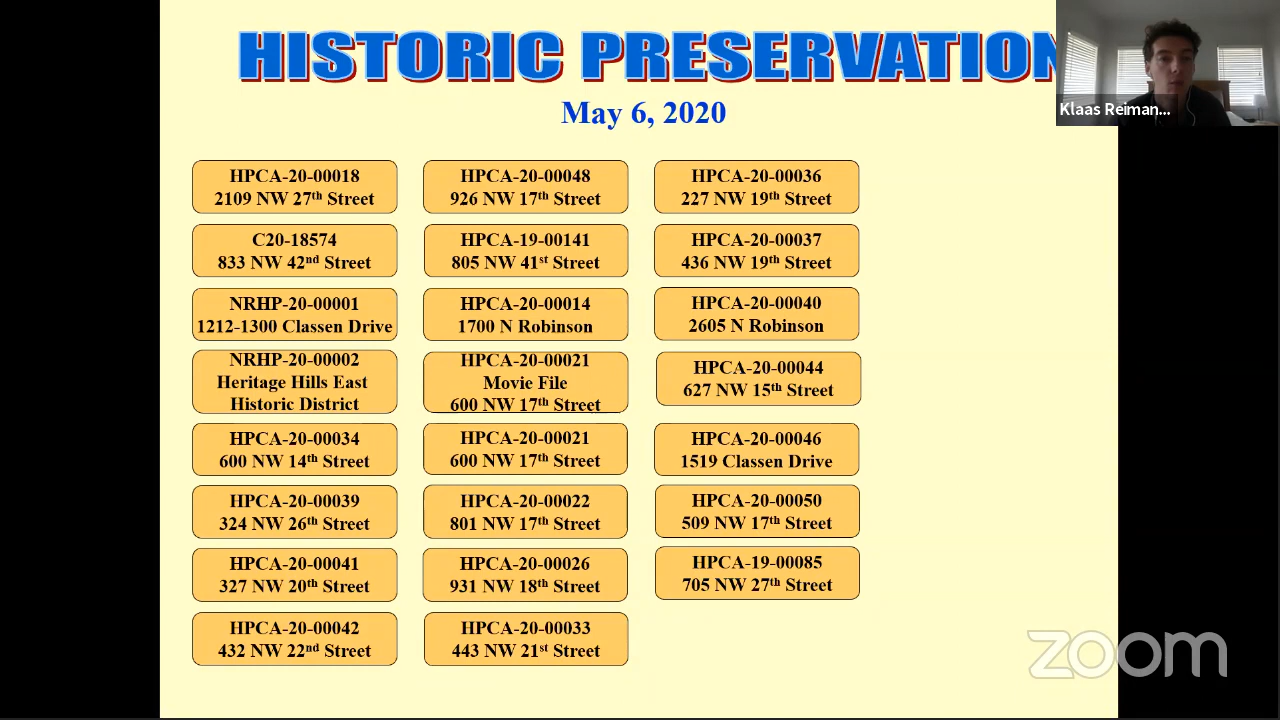 HISTORIC PRESERVATION
Klaas Reiman...
May 6, 2020
HPCA-20-00018
2109 NW 27th Street
C20-18574
833 NW 42nd Street
NRHP-20-00001
1212-1300 Classen Drive
NRHP-20-00002
Heritage Hills East
Historic District
HPCA-20-00034
600 NW 14th Street
HPCA-20-00039
324 NW 26th Street
HPCA-20-00041
327 NW 20th Street
HPCA-20-00042
432 NW 22nd Street
HPCA-20-00048
926 NW 17th Street
HPCA-19-00141
805 NW 41st Street
HPCA-20-00014
1700 N Robinson
HPCA-20-00021
Movie File
600 NW 17th Street
HPCA-20-00021
600 NW 17th Street
HPCA-20-00022
801 NW 17th Street
HPCA-20-00026
931 NW 18th Street
HPCA-20-00033
443 NW 21st Street
HPCA-20-00036
227 NW 19th Street
HPCA-20-00037
436 NW 19th Street
HPCA-20-00040
2605 N Robinson
HPCA-20-00044
627 NW 15th Street
HPCA-20-00046
1519 Classen Drive
HPCA-20-00050
509 NW 17th Street
HPCA-19-00085
705 NW 27th Street
zoom